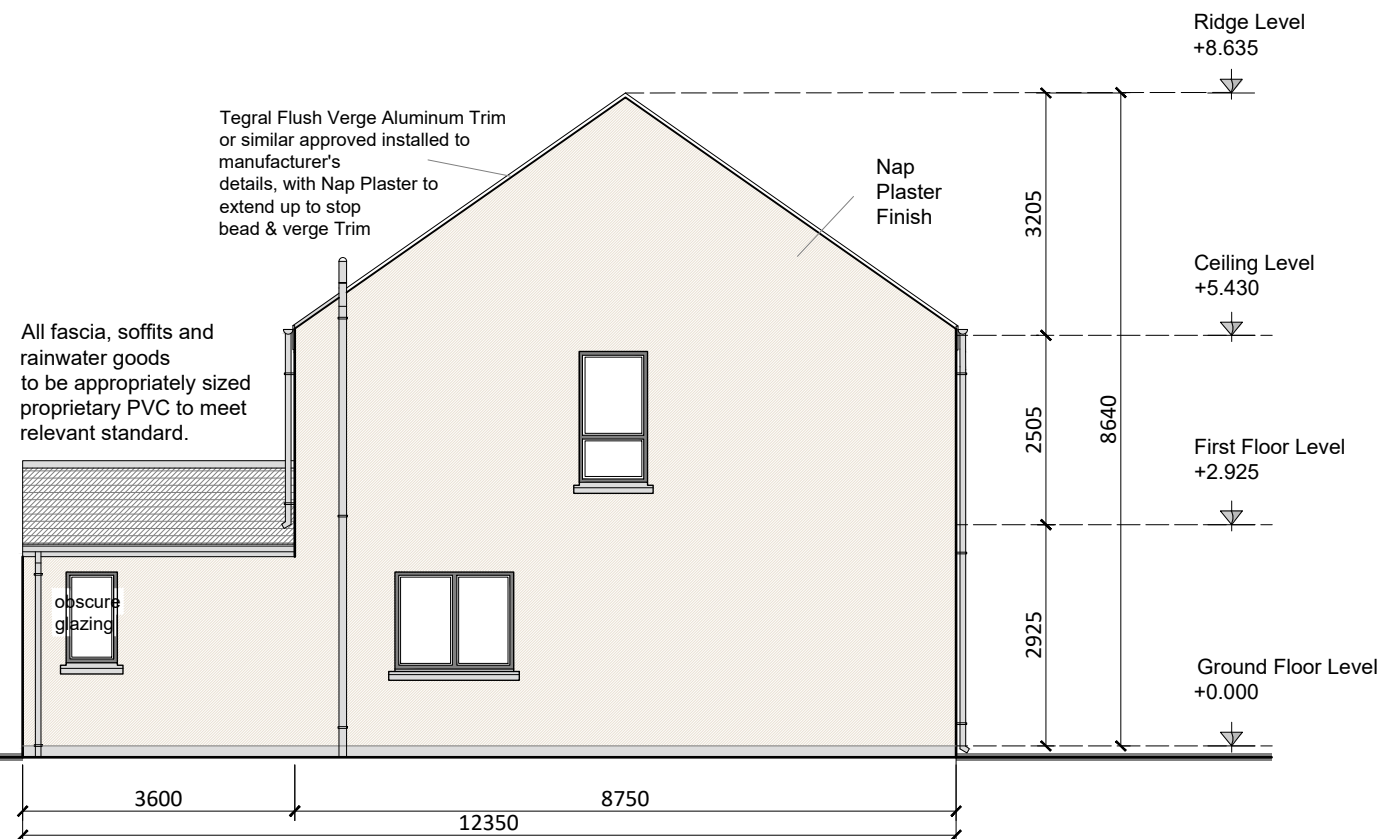 Ridge Level
+8.635
Tegral Flush Verge Aluminum Trim
or similar approved installed to
manufacturer's
details, with Nap Plaster to
extend up to stop
bead & verge Trim
Nap
Plaster
Finish
3205
Ceiling Level
+5.430
All fascia, soffits and
rainwater goods
to be appropriately sized
proprietary PVC to meet
relevant standard.
2505
8640
First Floor Level
+2.925
obscure
glazing
2925
Ground Floor Level
+0.000
3600
8750
12350